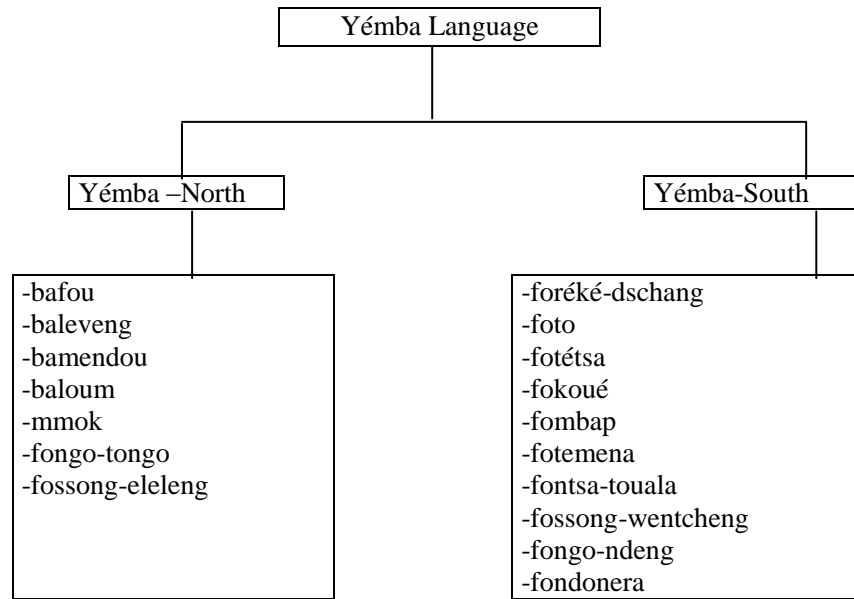 Yémba Language
Yémba –North
Yémba-South
-bafou
-baleveng
-bamendou
-baloum
-mmok
-fongo-tongo
-fossong-eleleng
-foréké-dschang
-foto
-fotétsa
-fokoué
-fombap
-fotemena
-fontsa-touala
-fossong-wentcheng
-fongo-ndeng
-fondonera